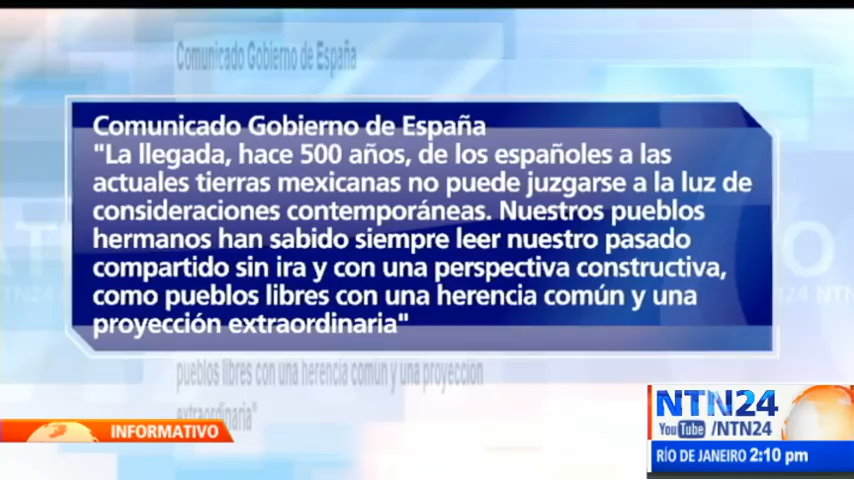 Comunicado Gobierno de España
Comunicado Gobierno de España
"La llegada, hace 500 años, de los españoles a las
actuales tierras mexicanas no puede juzgarse a la luz de
consideraciones contemporáneas. Nuestros pueblos
hermanos han sabido siempre leer nuestro pasado
compartido sin ira y con una perspectiva constructiva,
como pueblos libres con una herencia común y una
proyección extraordinaria"
pueblos libres con una herencia común y una proyección
extraordinaria"
INFORMATIVO
NTN24
YouTube /NTN24
RÍO DE JANEIRO 2:10 pm